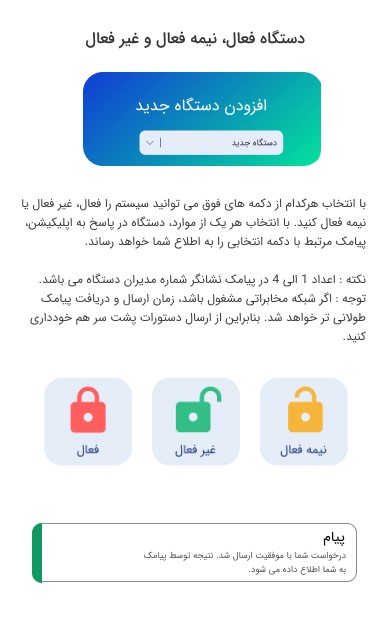 دستگاه فعال، نیمه فعال و غیر فعال
افزودن دستگاه جدید
دستگاه جدید
با انتخاب هرکدام از دکمه های فوق می توانید سیستم را فعال، غیر فعال یا
نیمه فعال کنید. با انتخاب هر یک از موارد، دستگاه در پاسخ به اپلیکیشن،
پیامک مرتبط با دکمه انتخابی را به اطلاع شما خواهد رساند.
نکته : اعداد 1 الی 4 در پیامک نشانگر شماره مدیران دستگاه می باشد.
توجه : اگر شبکه مخابراتی مشغول باشد، زمان ارسال و دریافت پیامک
طولانی تر خواهد شد. بنابراین از ارسال دستورات پشت سر هم خودداری
کنید.
نیمه فعال
غیر فعال
فعال
پیام
درخواست شما با موفقیت ارسال شد. نتیجه توسط پیامک
به شما اطلاع داده می شود.